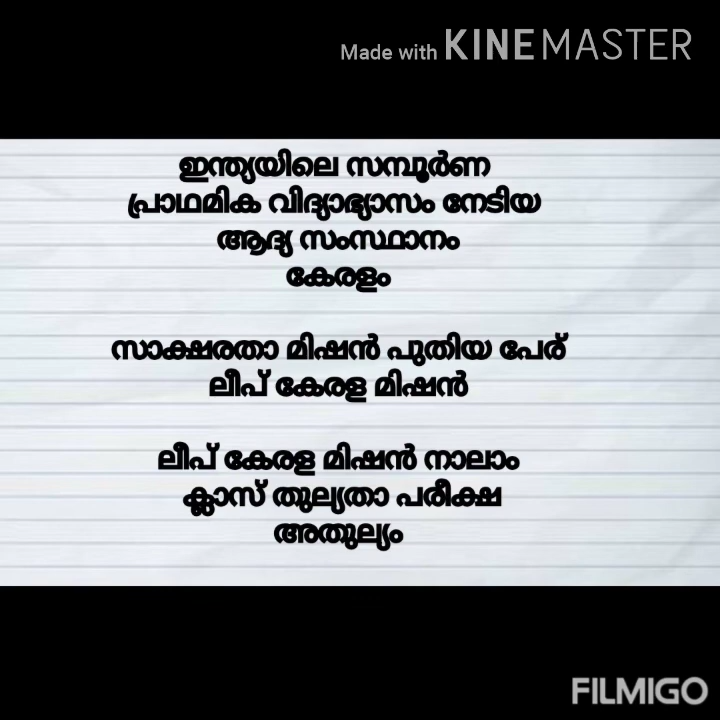 Made with KINEMASTER
ഇന്ത്യയിലെ സമ്പൂർണ
പ്രാഥമിക വിദ്യാഭ്യാസം നേടിയ
ആദ്യ സംസ്ഥാനം
കേരളം
സാക്ഷരതാ മിഷൻ പുതിയ പേര്
ലീപ് കേരള മിഷൻ
ലീപ് കേരള മിഷൻ നാലാം
ക്ലാസ് തുല്യതാ പരീക്ഷ
അതുല്യം
FILMIGO